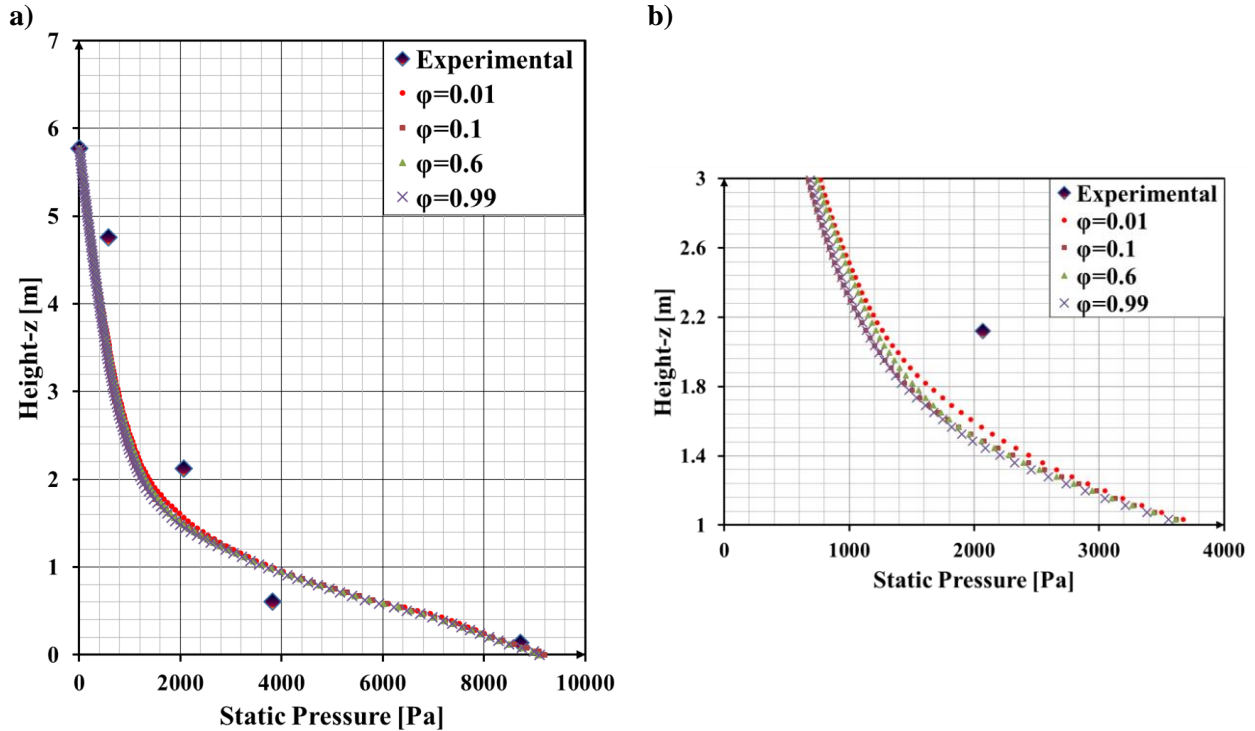 a)
7
6
5
4
3
2
1
0
Height-z [m]
0 2000 4000 6000 8000 10000
Static Pressure [Pa]
Experimental
φ=0.01
φ=0.1
φ=0.6
φ=0.99
b)
3
2.6
2.2
1.8
1.4
1
Height-z [m]
0 1000 2000 3000 4000
Static Pressure [Pa]
Experimental
φ=0.01
φ=0.1
φ=0.6
φ=0.99